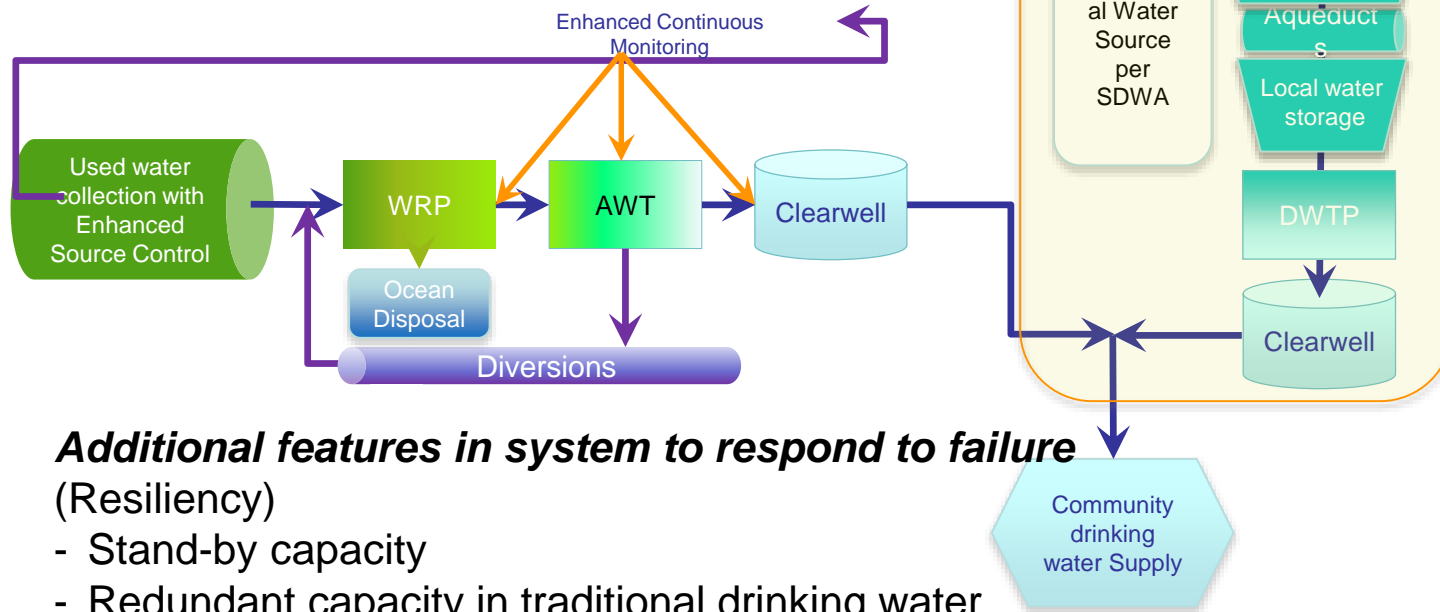 Enhanced Continuous
Monitoring
al Water
Source
per
SDWA
Aqueduct
s
Local water
storage
Used water
collection with
Enhanced
Source Control
WRP
AWT
Clearwell
DWTP
Ocean
Disposal
Diversions
Clearwell
Additional features in system to respond to failure
(Resiliency)
- Stand-by capacity
- Redundant capacity in traditional drinking water
Community
drinking
water Supply